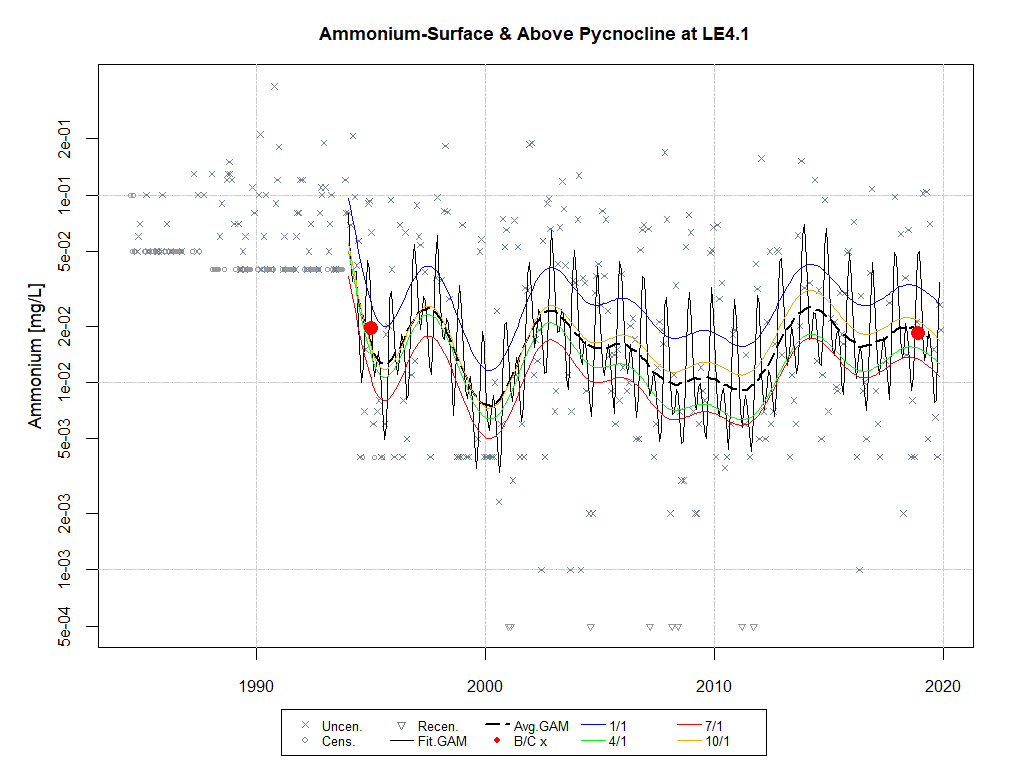 Ammonium-Surface & Above Pycnocline at LE4.1
Ammonium [mg/L]
2e-01
1e-01
5e-02
2e-02
1e-02
5e-03
2e-03
1e-03
5e-04
1990 2000 2010 2020
Uncen. Recen. Avg.GAM 1/1 7/1
Cens. Fit.GAM B/C x 4/1 10/1